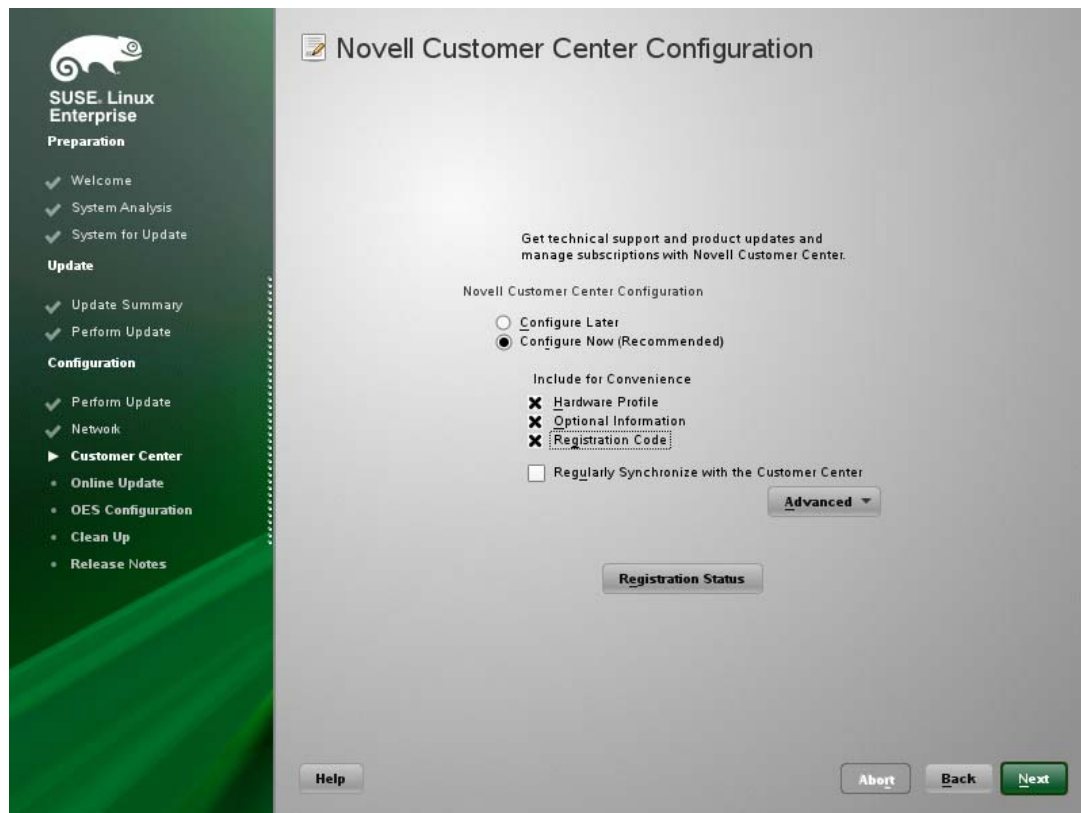 SUSE. Linux
Enterprise
Preparation
Welcome
System Analysis
System for Update
Update
Update Summary
Perform Update
Configuration
Perform Update
Network
Customer Center
Online Update
OES Configuration
Clean Up
Release Notes
Novell Customer Center Configuration
Get technical support and product updates and
manage subscriptions with Novell Customer Center.
Novell Customer Center Configuration
Configure Later
Configure Now (Recommended)
Include for Convenience
Hardware Profile
Optional Information
Registration Code
Regularly Synchronize with the Customer Center
Advanced
Registration Status
Help
Abort
Back
Next